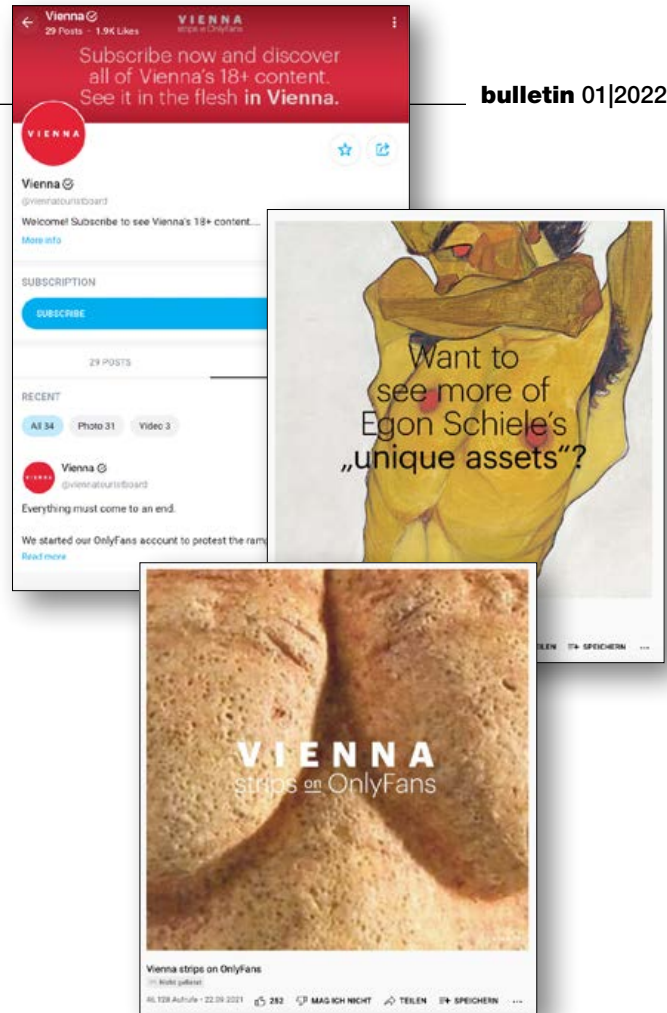 Vienna
29 Posts · 1.9K Likes
VIENNA
strips on OnlyFans
Subscribe now and discover
all of Vienna's 18+ content.
See it in the flesh in Vienna.
bulletin 01|2022
VIENNA
Vienna
@viennatouristboard
Welcome! Subscribe to see Vienna's 18+ content....
More info
SUBSCRIPTION
SUBSCRIBE
29 POSTS
RECENT
All 34
Photo 31
Video 3
VIENNA
Vienna
@viennatouristboard
Everything must come to an end.
We started our OnlyFans account to protest the
Read more
Want to
see more of
Egon Schiele's
„unique assets“?
TEILEN
SPEICHERN
...
VIENNA
strips on OnlyFans
Vienna strips on OnlyFans
Nicht gelistet
Aufrufe · 22.09.2021
282
MAG ICH NICHT
TEILEN
SPEICHERN
...